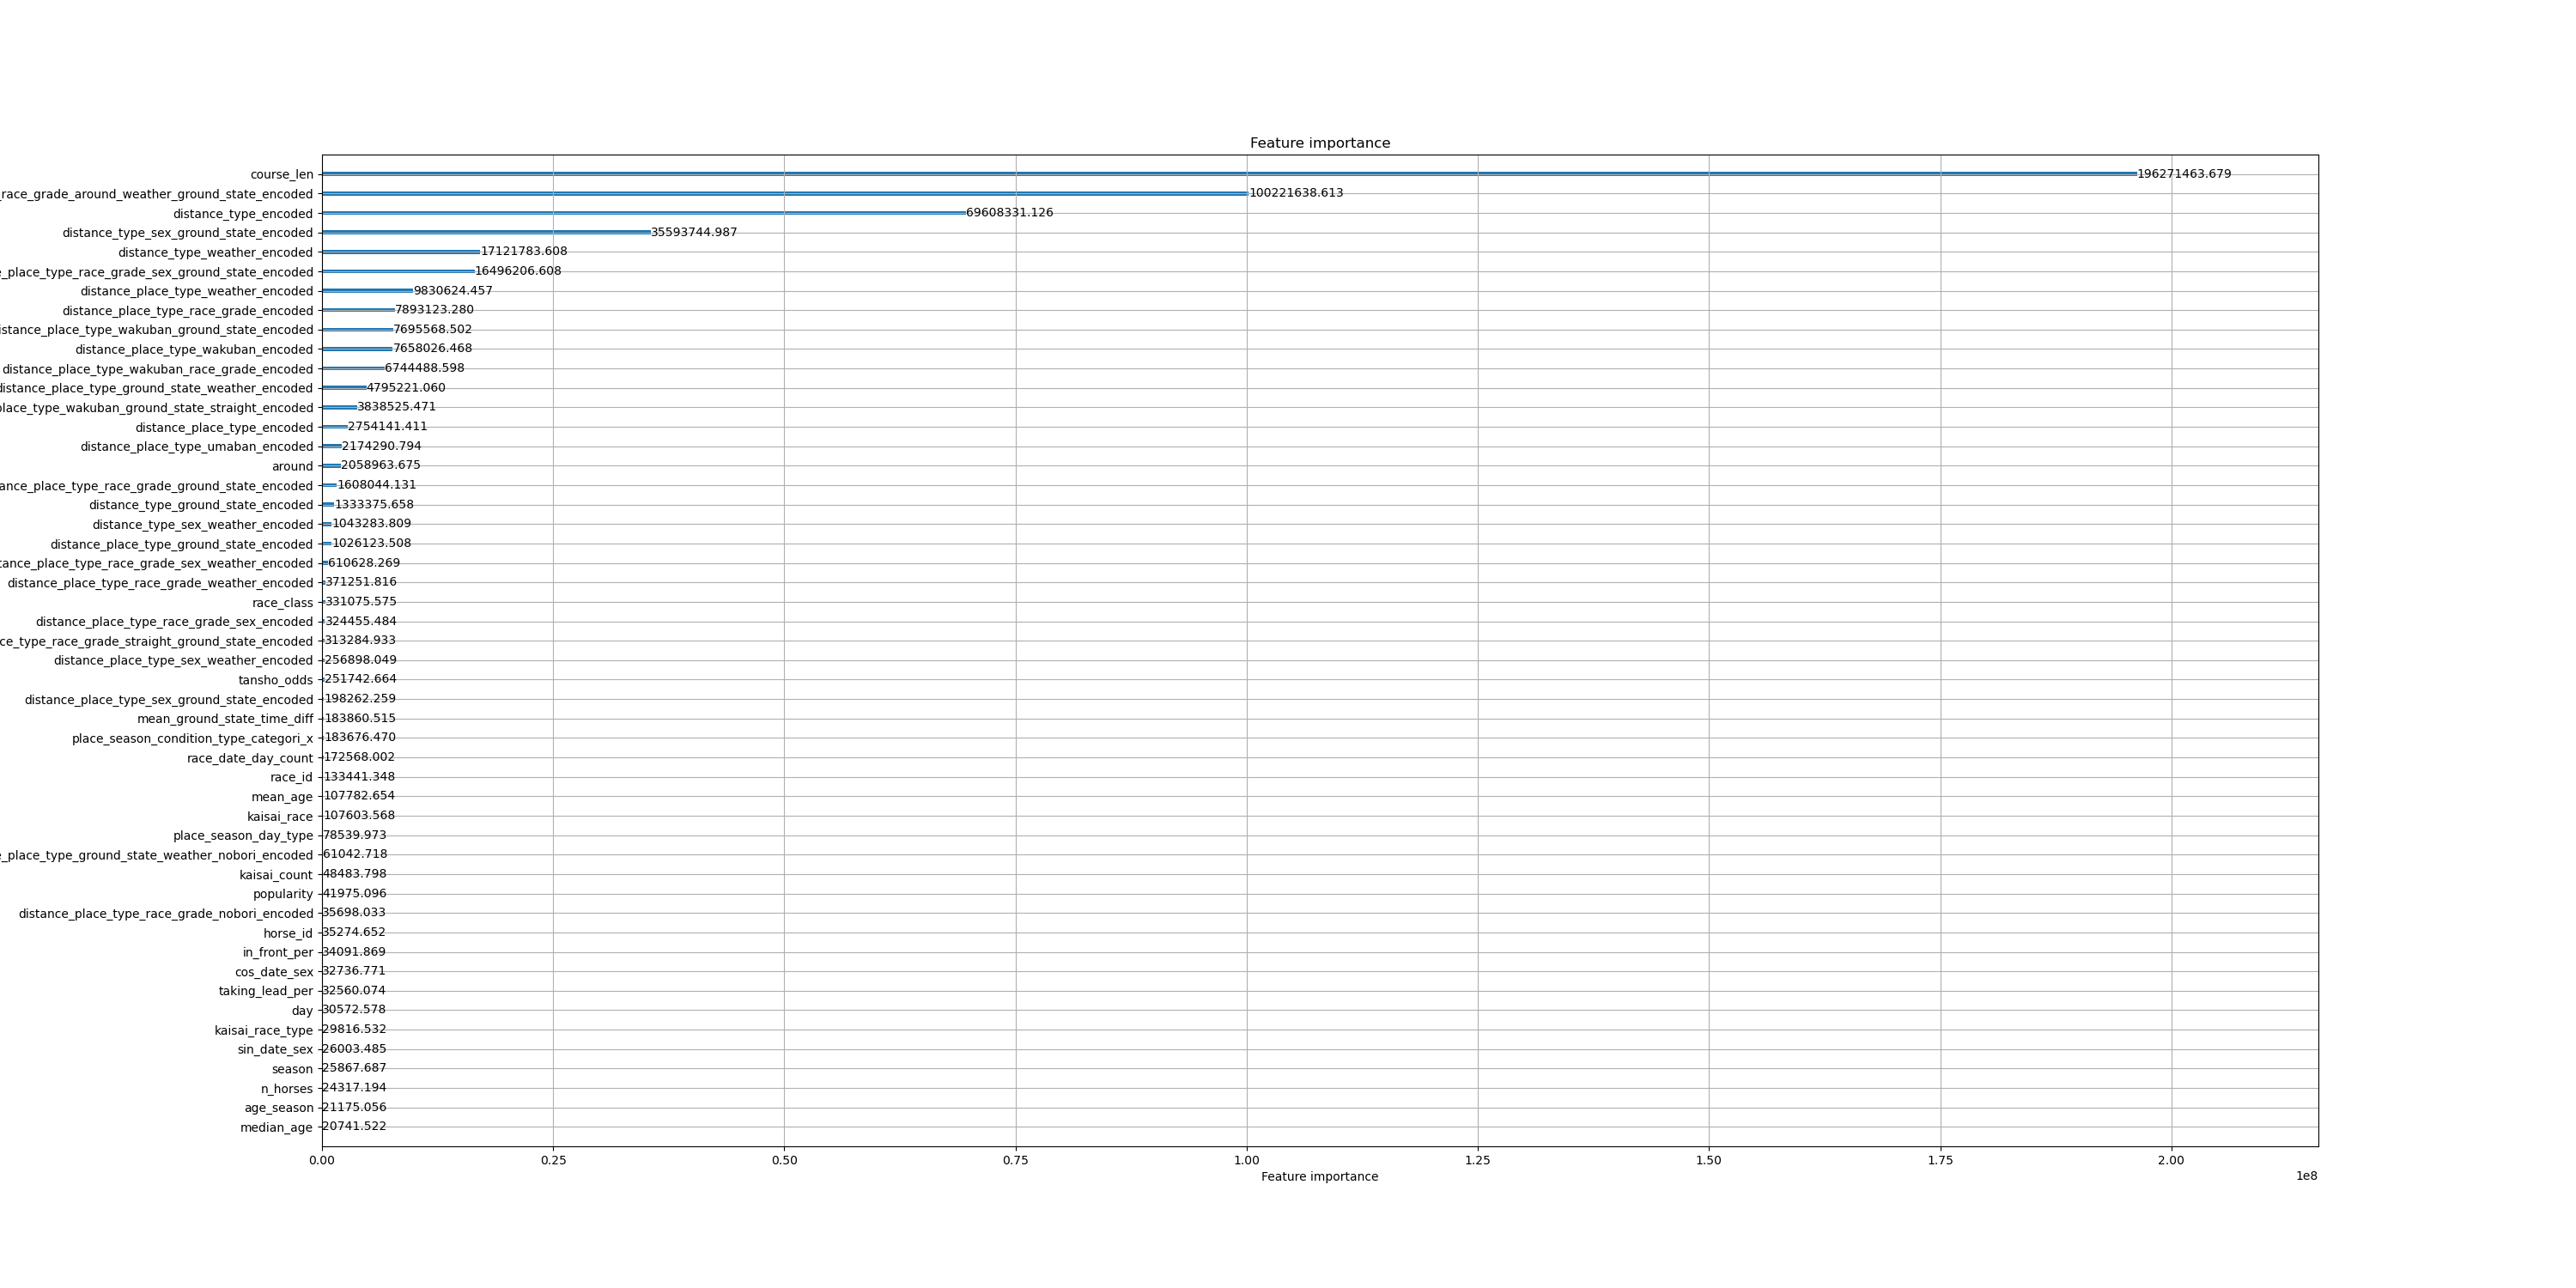 Feature importance
course_len 196271463.679
_race_grade_around_weather_ground_state_encoded 100221638.613
distance_type_encoded 69608331.126
distance_type_sex_ground_state_encoded 35593744.987
distance_type_weather_encoded 17121783.608
_place_type_race_grade_sex_ground_state_encoded 16496206.608
distance_place_type_weather_encoded 9830624.457
distance_place_type_race_grade_encoded 7893123.280
istance_place_type_wakuban_ground_state_encoded 7695568.502
distance_place_type_wakuban_encoded 7658026.468
distance_place_type_wakuban_race_grade_encoded 6744488.598
distance_place_type_ground_state_weather_encoded 4795221.060
place_type_wakuban_ground_state_straight_encoded 3838525.471
distance_place_type_encoded 2754141.411
distance_place_type_umaban_encoded 2174290.794
around 2058963.675
ance_place_type_race_grade_ground_state_encoded 1608044.131
distance_type_ground_state_encoded 1333375.658
distance_type_sex_weather_encoded 1043283.809
distance_place_type_ground_state_encoded 1026123.508
tance_place_type_race_grade_sex_weather_encoded 610628.269
distance_place_type_race_grade_weather_encoded 371251.816
race_class 331075.575
distance_place_type_race_grade_sex_encoded 324455.484
ce_type_race_grade_straight_ground_state_encoded 313284.933
distance_place_type_sex_weather_encoded 256898.049
tansho_odds 251742.664
distance_place_type_sex_ground_state_encoded 198262.259
mean_ground_state_time_diff 183860.515
place_season_condition_type_categori_x 183676.470
race_date_day_count 172568.002
race_id 133441.348
mean_age 107782.654
kaisai_race 107603.568
place_season_day_type 78539.973
_place_type_ground_state_weather_nobori_encoded 61042.718
kaisai_count 48483.798
popularity 41975.096
distance_place_type_race_grade_nobori_encoded 35698.033
horse_id 35274.652
in_front_per 34091.869
cos_date_sex 32736.771
taking_lead_per 32560.074
day 30572.578
kaisai_race_type 29816.532
sin_date_sex 26003.485
season 25867.687
n_horses 24317.194
age_season 21175.056
median_age 20741.522
0.00 0.25 0.50 0.75 1.00 1.25 1.50 1.75 2.00
Feature importance 1e8